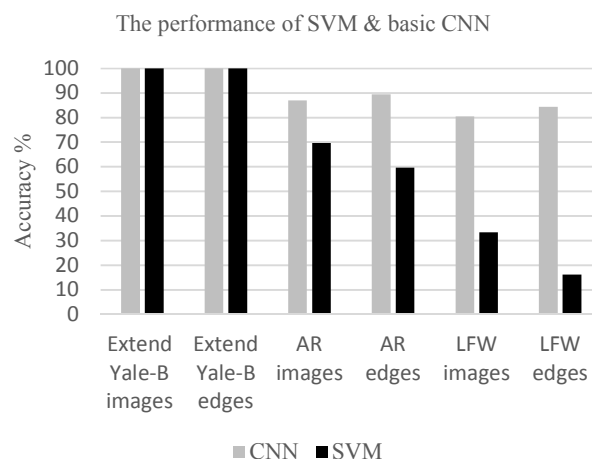 The performance of SVM & basic CNN
Accuracy %
100
90
80
70
60
50
40
30
20
10
0
Extend Yale-B images
Extend Yale-B edges
AR images
AR edges
LFW images
LFW edges
CNN SVM